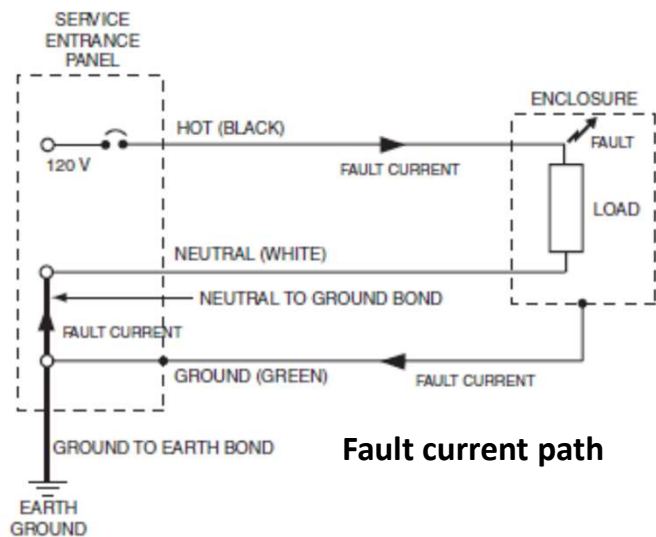 SERVICE
ENTRANCE
PANEL
ENCLOSURE
HOT (BLACK)
FAULT
120 V
FAULT CURRENT
LOAD
NEUTRAL (WHITE)
NEUTRAL TO GROUND BOND
FAULT CURRENT
GROUND (GREEN)
FAULT CURRENT
GROUND TO EARTH BOND
Fault current path
EARTH
GROUND